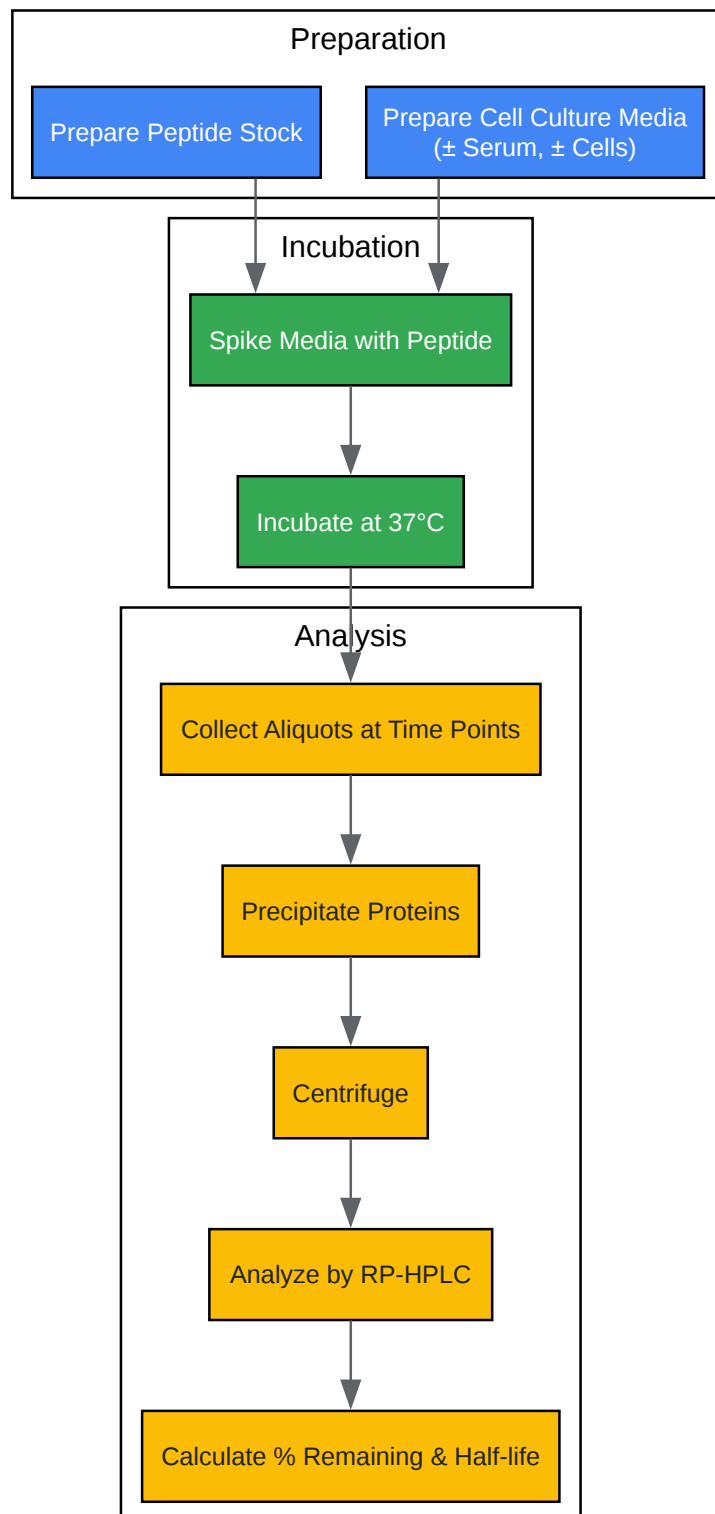 Preparation
Prepare Peptide Stock
Prepare Cell Culture Media
(± Serum, ± Cells)
Incubation
Spike Media with Peptide
Incubate at 37°C
Analysis
Collect Aliquots at Time Points
Precipitate Proteins
Centrifuge
Analyze by RP-HPLC
Calculate % Remaining & Half-life